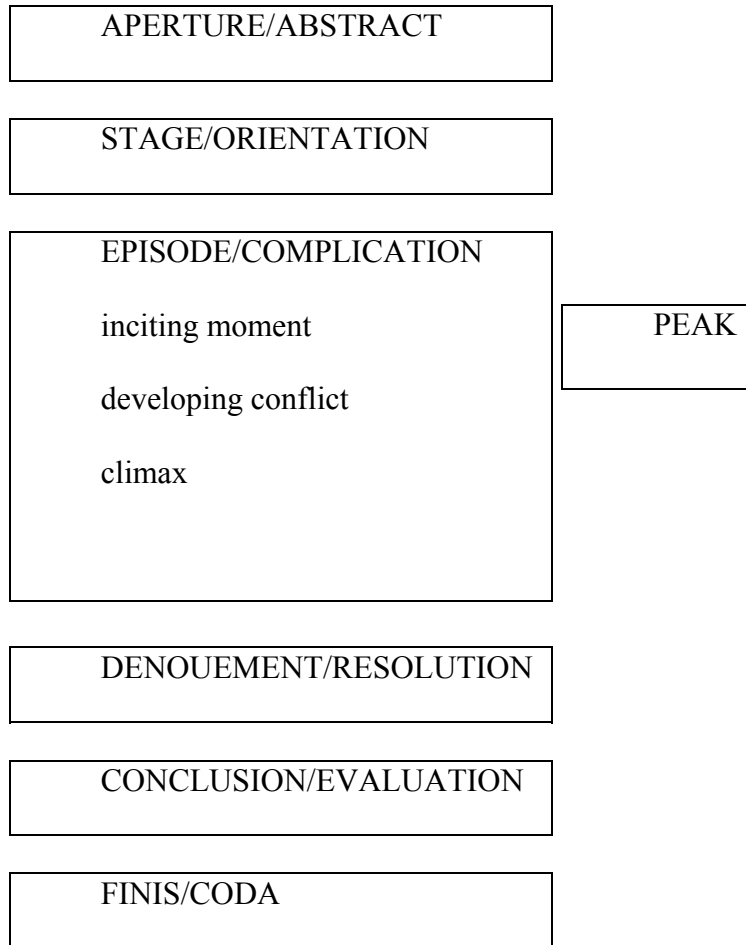 APERTURE/ABSTRACT
STAGE/ORIENTATION
EPISODE/COMPLICATION
inciting moment
PEAK
developing conflict
climax
DENOUEMENT/RESOLUTION
CONCLUSION/EVALUATION
FINIS/CODA